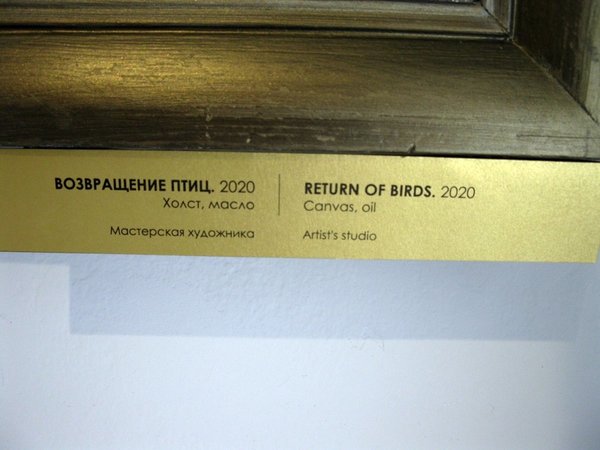 ВОЗВРАЩЕНИЕ ПТИЦ. 2020
Холст, масло
Мастерская художника
RETURN OF BIRDS. 2020
Canvas, oil
Artist's studio